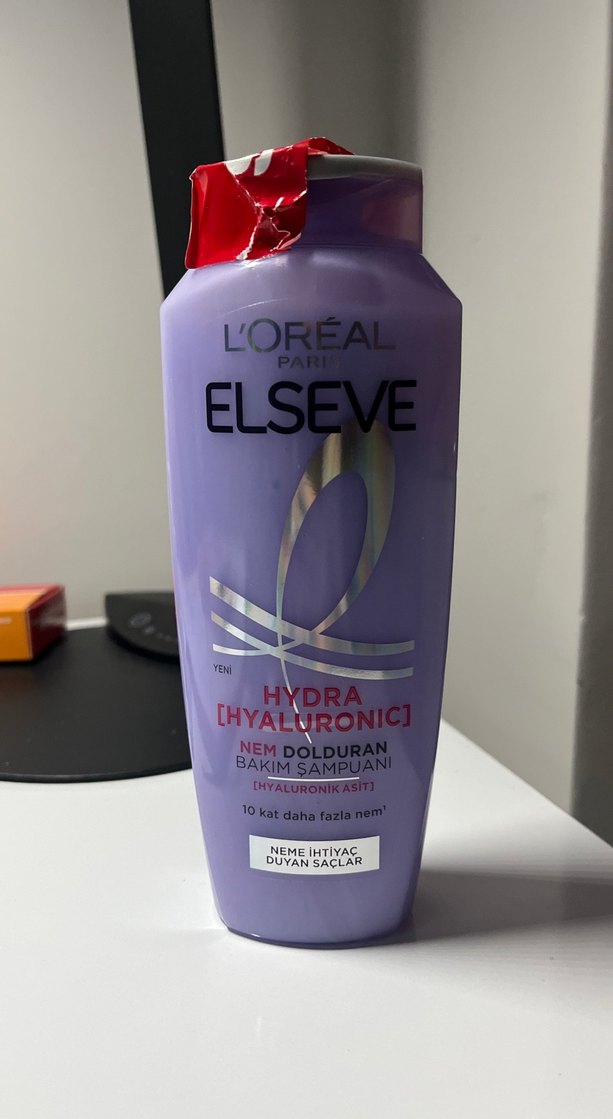 L'ORÉAL
PARIS
ELSEVE
YENİ
HYDRA
[HYALURONIC]
NEM DOLDURAN
BAKIM ŞAMPUANI
[HYALURONİK ASİT]
10 kat daha fazla nem¹
NEME İHTİYAÇ
DUYAN SAÇLAR